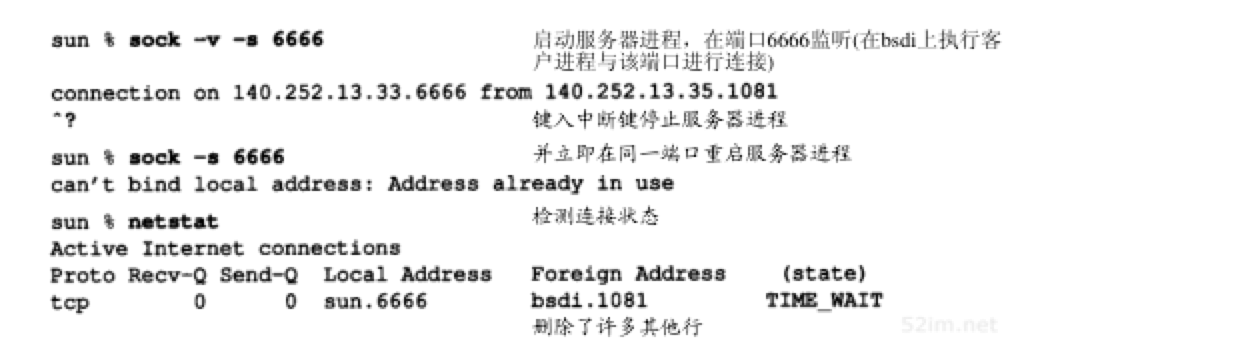 sun % sock -v -s 6666 启动服务器进程，在端口6666监听(在bsdi上执行客
户进程与该端口进行连接)
connection on 140.252.13.33.6666 from 140.252.13.35.1081
^? 键入中断键停止服务器进程
sun % sock -s 6666 并立即在同一端口重启服务器进程
can't bind local address: Address already in use
sun % netstat 检测连接状态
Active Internet connections
Proto Recv-Q Send-Q Local Address Foreign Address (state)
tcp 0 0 sun.6666 bsdi.1081 TIME_WAIT
删除了许多其他行
52im.net